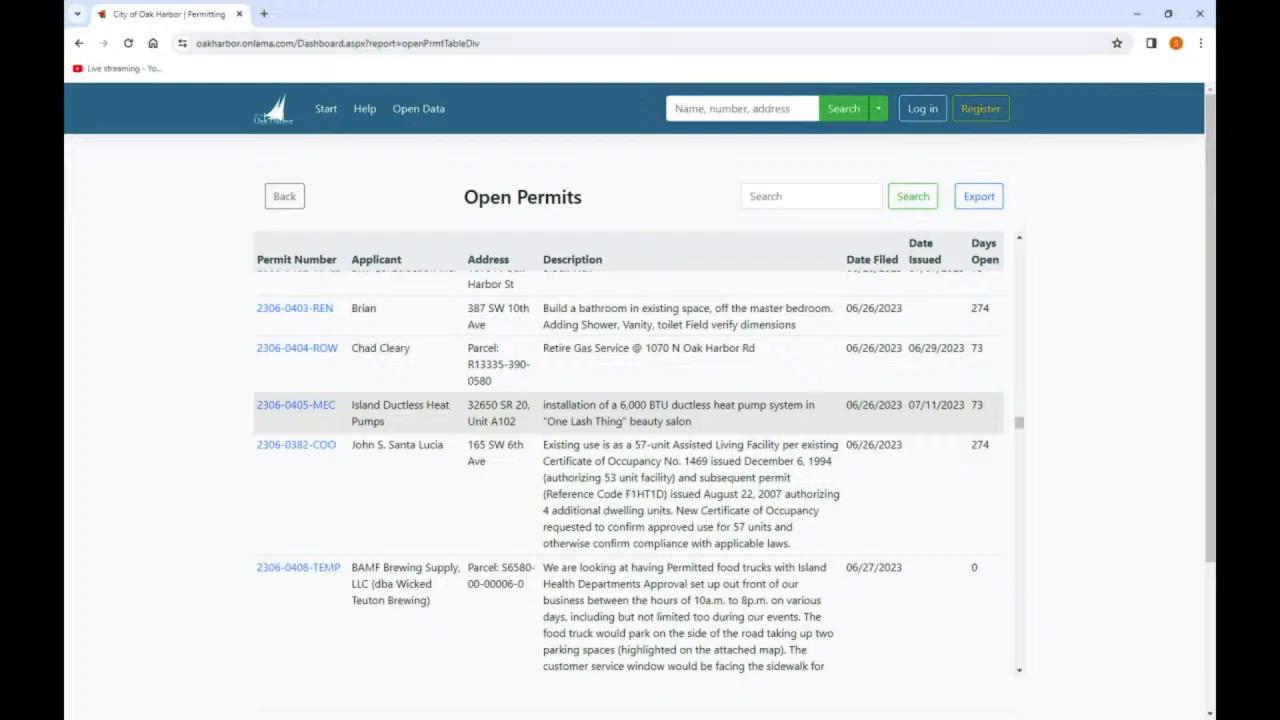 City of Oak Harbor | Permitting
oakharbor.onlama.com/Dashboard.aspx?report=openPrmtTableDiv
Live streaming - Yo...
Oak Harbor Start Help Open Data Name, number, address Search Log in Register
Back Open Permits Search Search Export
Permit Number Applicant Address Description Date Filed Date Issued Days Open
Harbor St
2306-0403-REN Brian 387 SW 10th Build a bathroom in existing space, off the master bedroom. 06/26/2023 274
Ave Adding Shower, Vanity, toilet Field verify dimensions
2306-0404-ROW Chad Cleary Parcel: Retire Gas Service @ 1070 N Oak Harbor Rd 06/26/2023 06/29/2023 73
R13335-390-
0580
2306-0405-MEC Island Ductless Heat 32650 SR 20, installation of a 6,000 BTU ductless heat pump system in 06/26/2023 07/11/2023 73
Pumps Unit A102 "One Lash Thing" beauty salon
2306-0382-COO John S. Santa Lucia 165 SW 6th Existing use is as a 57-unit Assisted Living Facility per existing 06/26/2023 274
Ave Certificate of Occupancy No. 1469 issued December 6, 1994
(authorizing 53 unit facility) and subsequent permit
(Reference Code F1HT1D) issued August 22, 2007 authorizing
4 additional dwelling units. New Certificate of Occupancy
requested to confirm approved use for 57 units and
otherwise confirm compliance with applicable laws.
2306-0408-TEMP BAMF Brewing Supply, Parcel: S6580- We are looking at having Permitted food trucks with Island 06/27/2023 0
LLC (dba Wicked 00-00006-0 Health Departments Approval set up out front of our
Teuton Brewing) business between the hours of 10a.m. to 8p.m. on various
days, including but not limited too during our events. The
food truck would park on the side of the road taking up two
parking spaces (highlighted on the attached map). The
customer service window would be facing the sidewalk for